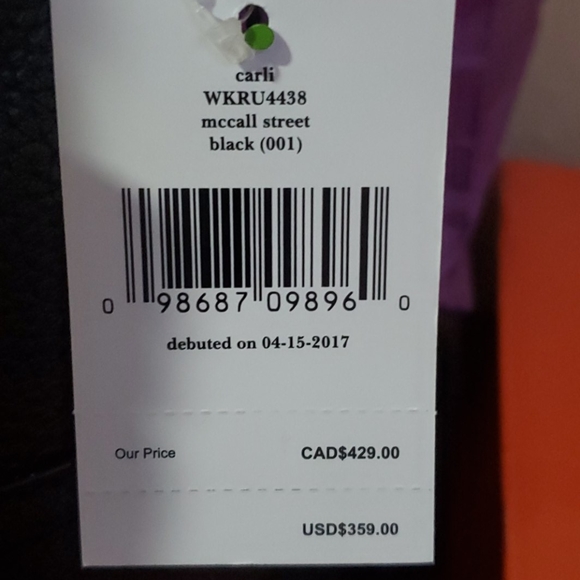 carli
WKRU4438
mccall street
black (001)
0 98687 09896 0
debuted on 04-15-2017
Our Price CAD$429.00
USD$359.00